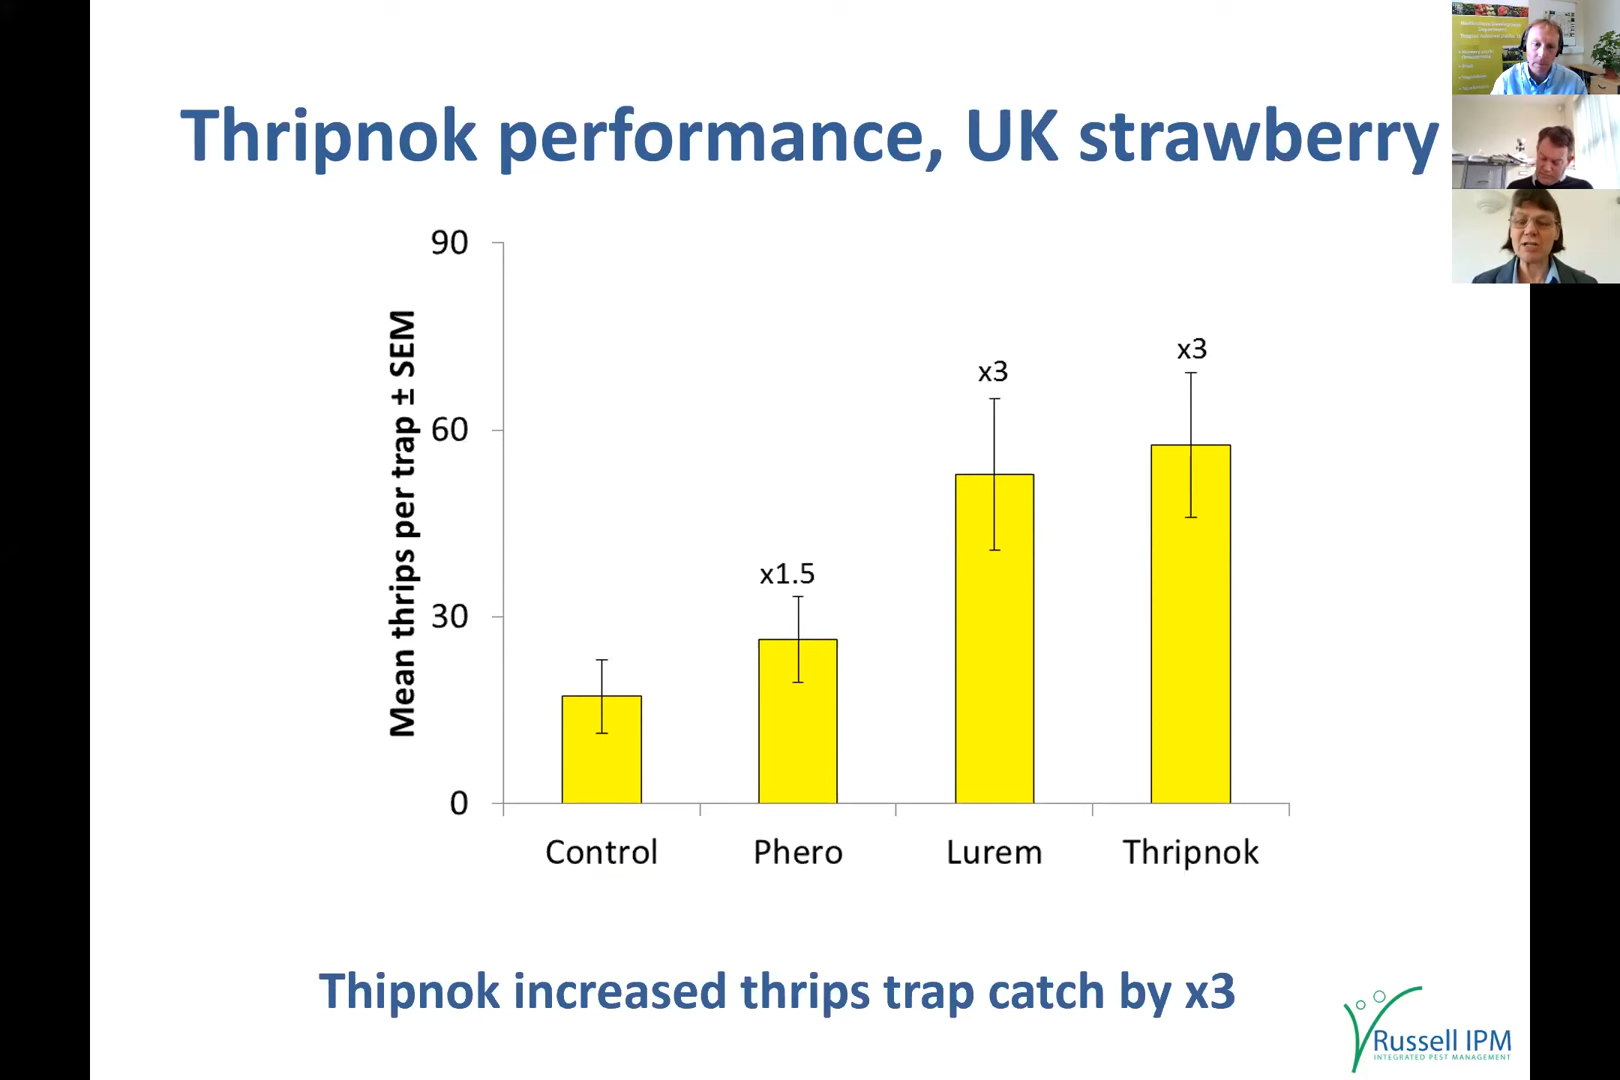 Thripnok performance, UK strawberry
90
60
30
0
Mean thrips per trap ± SEM
x1.5
x3
x3
Control Phero Lurem Thripnok
Thipnok increased thrips trap catch by x3
Russell IPM
INTEGRATED PEST MANAGEMENT